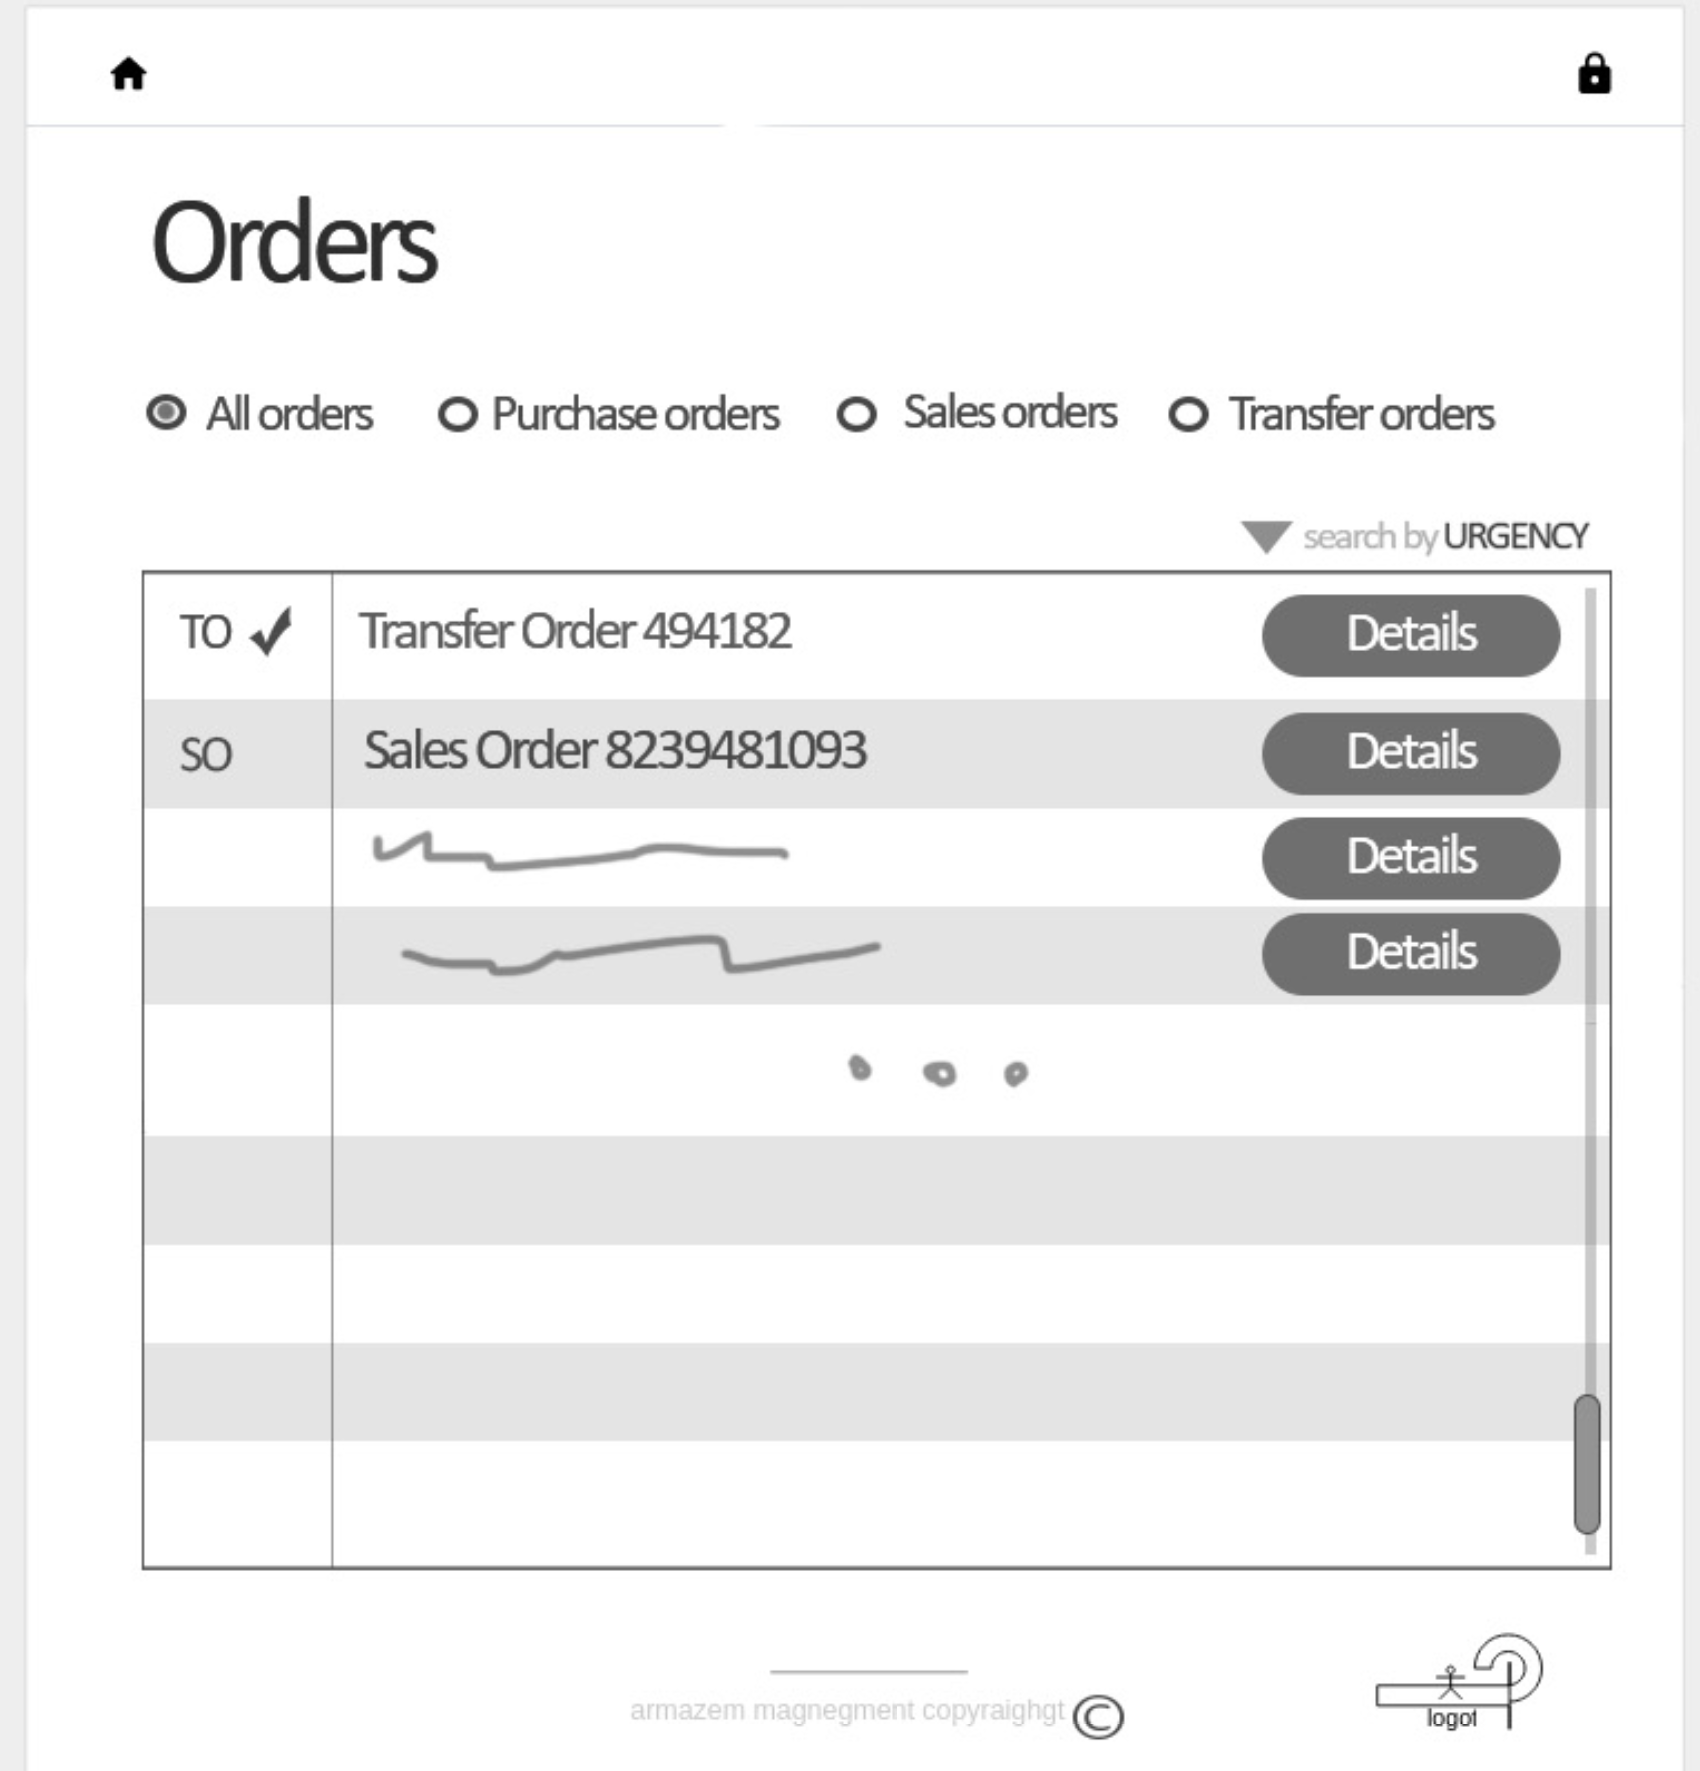 Orders
All orders Purchase orders Sales orders Transfer orders
search by URGENCY
TO Transfer Order 494182 Details
SO Sales Order 8239481093 Details
Details
Details
armazem magnegment copyraighgt ©
logot